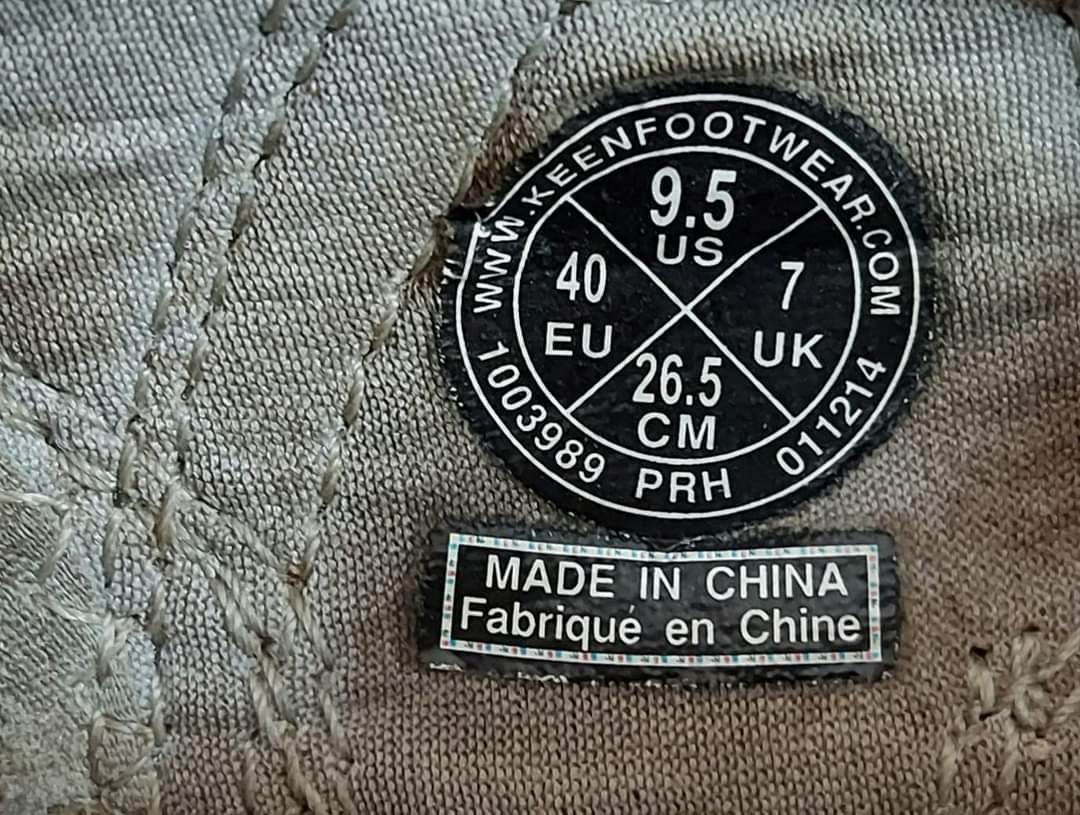 WWW.KEENFOOTWEAR.COM
9.5
US
40
EU
7
UK
26.5
CM
1003989 PRH 011214
MADE IN CHINA
Fabriqué en Chine